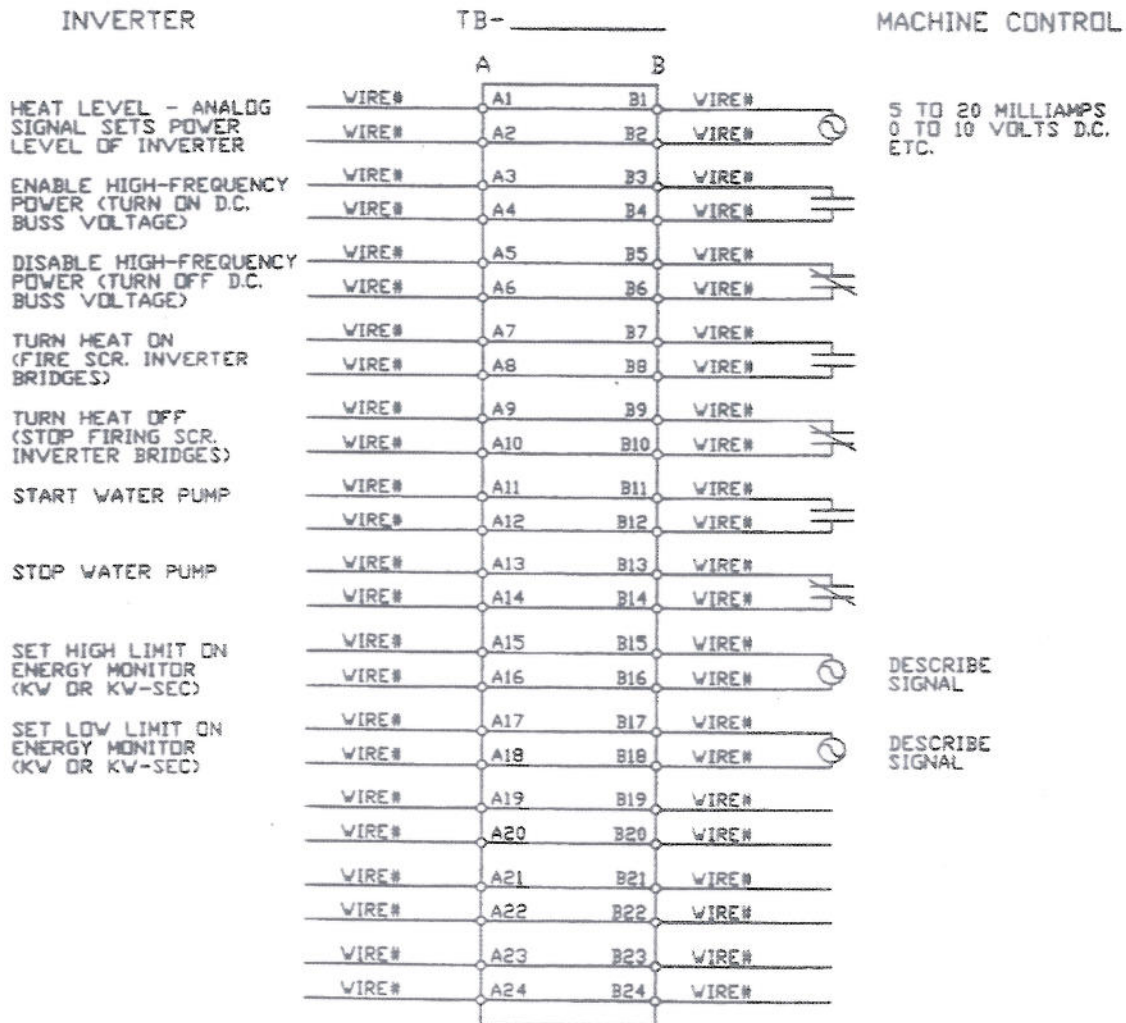 INVERTER TB- MACHINE CONTROL
A B
HEAT LEVEL - ANALOG
SIGNAL SETS POWER
LEVEL OF INVERTER
WIRE# A1 B1 WIRE#
WIRE# A2 B2 WIRE#
5 TO 20 MILLIAMPS
0 TO 10 VOLTS D.C.
ETC.
ENABLE HIGH-FREQUENCY
POWER (TURN ON D.C.
BUSS VOLTAGE)
WIRE# A3 B3 WIRE#
WIRE# A4 B4 WIRE#
DISABLE HIGH-FREQUENCY
POWER (TURN OFF D.C.
BUSS VOLTAGE)
WIRE# A5 B5 WIRE#
WIRE# A6 B6 WIRE#
TURN HEAT ON
(FIRE SCR. INVERTER
BRIDGES)
WIRE# A7 B7 WIRE#
WIRE# A8 B8 WIRE#
TURN HEAT OFF
(STOP FIRING SCR.
INVERTER BRIDGES)
WIRE# A9 B9 WIRE#
WIRE# A10 B10 WIRE#
START WATER PUMP
WIRE# A11 B11 WIRE#
WIRE# A12 B12 WIRE#
STOP WATER PUMP
WIRE# A13 B13 WIRE#
WIRE# A14 B14 WIRE#
SET HIGH LIMIT ON
ENERGY MONITOR
(KW OR KW-SEC)
WIRE# A15 B15 WIRE#
WIRE# A16 B16 WIRE#
DESCRIBE
SIGNAL
SET LOW LIMIT ON
ENERGY MONITOR
(KW OR KW-SEC)
WIRE# A17 B17 WIRE#
WIRE# A18 B18 WIRE#
DESCRIBE
SIGNAL
WIRE# A19 B19 WIRE#
WIRE# A20 B20 WIRE#
WIRE# A21 B21 WIRE#
WIRE# A22 B22 WIRE#
WIRE# A23 B23 WIRE#
WIRE# A24 B24 WIRE#